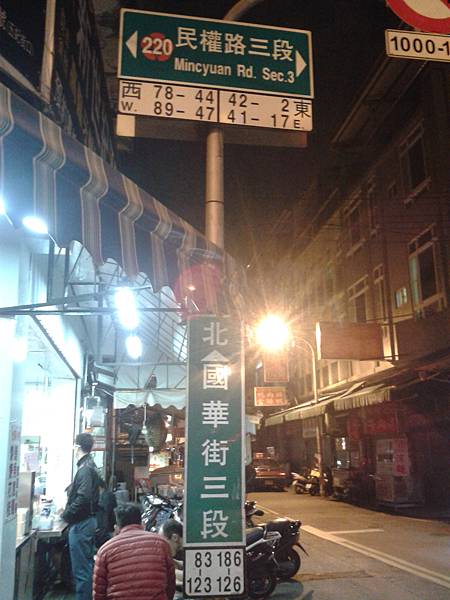 220 民權路三段
Mincyuan Rd. Sec.3
西 78-44 42-2 東
W. 89-47 41-17 E.
1000-1
北
國華街三段
83 186
123 126